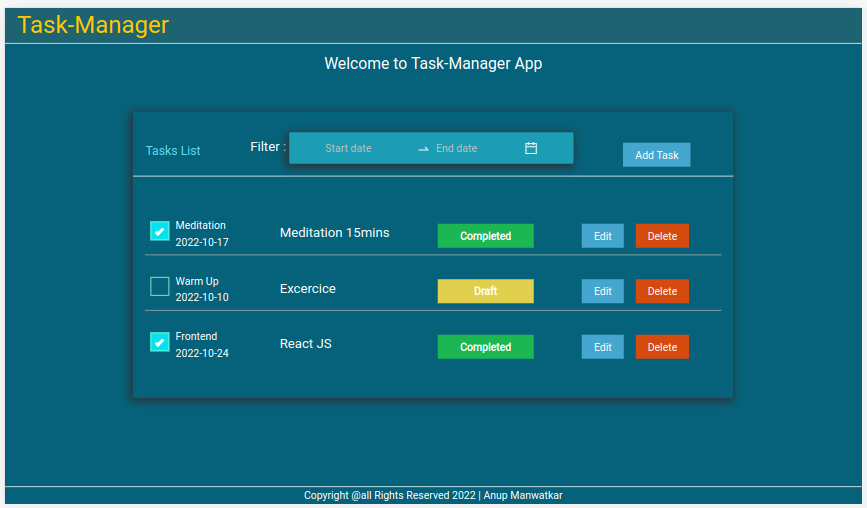 Task-Manager
Welcome to Task-Manager App
Tasks List Filter : Start date End date Add Task
Meditation
2022-10-17
Meditation 15mins Completed Edit Delete
Warm Up
2022-10-10
Excercice Draft Edit Delete
Frontend
2022-10-24
React JS Completed Edit Delete
Copyright @all Rights Reserved 2022 | Anup Manwatkar